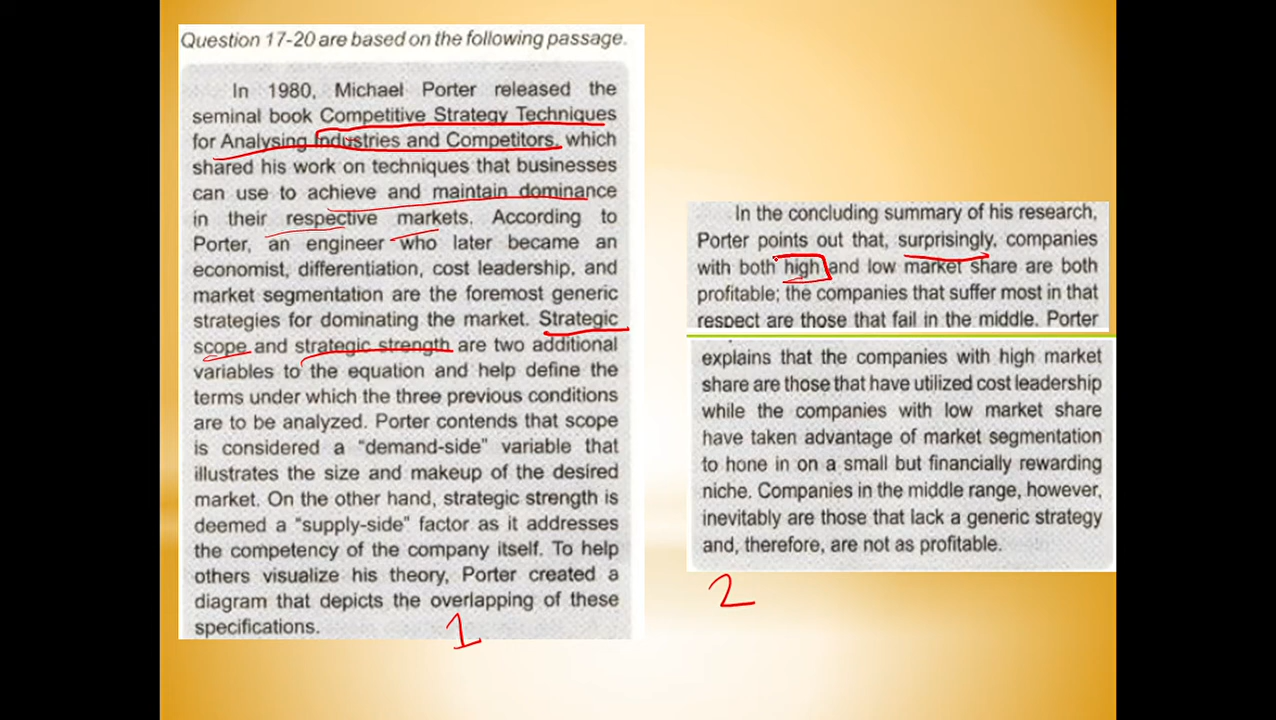 Question 17-20 are based on the following passage.
In 1980, Michael Porter released the
seminal book Competitive Strategy Techniques
for Analysing Industries and Competitors, which
shared his work on techniques that businesses
can use to achieve and maintain dominance
in their respective markets. According to
Porter, an engineer who later became an
economist, differentiation, cost leadership, and
market segmentation are the foremost generic
strategies for dominating the market. Strategic
scope and strategic strength are two additional
variables to the equation and help define the
terms under which the three previous conditions
are to be analyzed. Porter contends that scope
is considered a “demand-side” variable that
illustrates the size and makeup of the desired
market. On the other hand, strategic strength is
deemed a “supply-side” factor as it addresses
the competency of the company itself. To help
others visualize his theory, Porter created a
diagram that depicts the overlapping of these
specifications.
1
In the concluding summary of his research,
Porter points out that, surprisingly, companies
with both high and low market share are both
profitable; the companies that suffer most in that
respect are those that fail in the middle. Porter
explains that the companies with high market
share are those that have utilized cost leadership
while the companies with low market share
have taken advantage of market segmentation
to hone in on a small but financially rewarding
niche. Companies in the middle range, however,
inevitably are those that lack a generic strategy
and, therefore, are not as profitable.
2